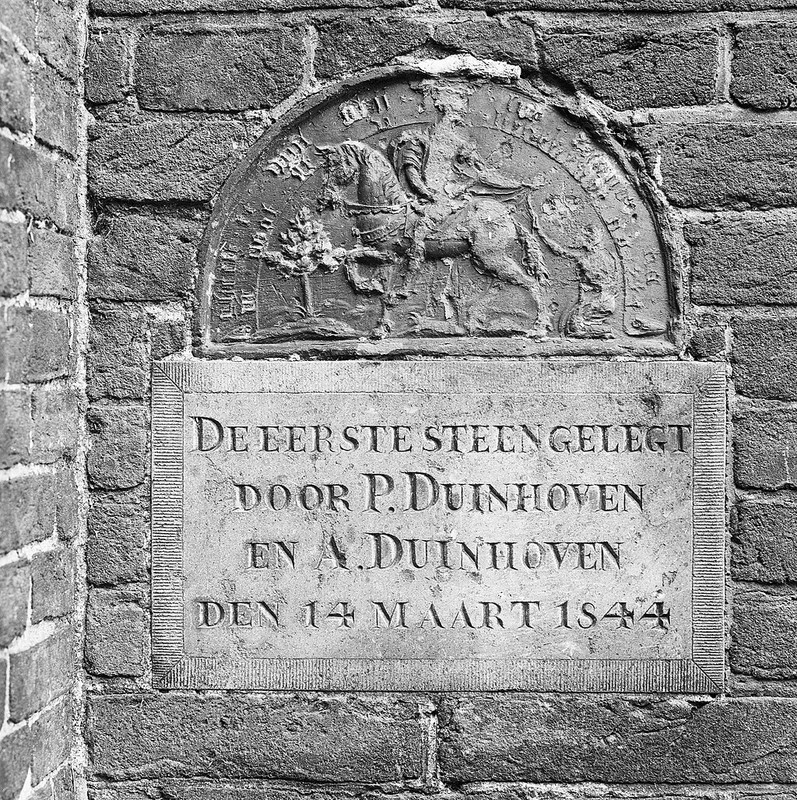 DE EERSTE STEEN GELEGT
DOOR P. DUINHOVEN
EN A. DUINHOVEN
DEN 14 MAART 1844